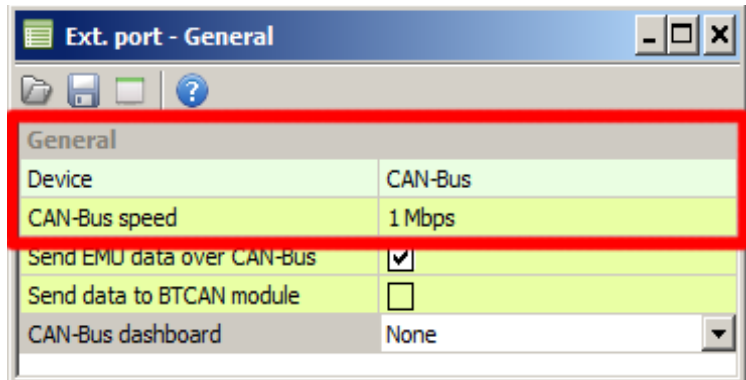 Ext. port - General
General
Device CAN-Bus
CAN-Bus speed 1 Mbps
Send EMU data over CAN-Bus
Send data to BTCAN module
CAN-Bus dashboard None